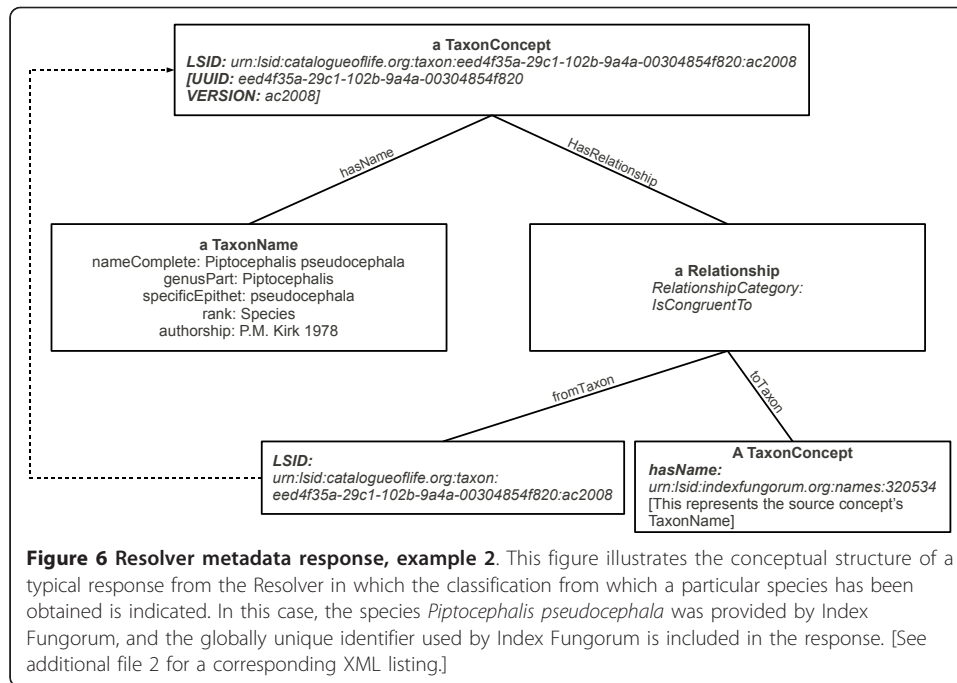 a TaxonConcept
LSID: urn:lsid:catalogueoflife.org:taxon:eed4f35a-29c1-102b-9a4a-00304854f820:ac2008
[UUID: eed4f35a-29c1-102b-9a4a-00304854f820
VERSION: ac2008]
hasName
HasRelationship
a TaxonName
nameComplete: Piptocephalis pseudocephala
genusPart: Piptocephalis
specificEpithet: pseudocephala
rank: Species
authorship: P.M. Kirk 1978
a Relationship
RelationshipCategory:
IsCongruentTo
fromTaxon
toTaxon
LSID:
urn:lsid:catalogueoflife.org:taxon:
eed4f35a-29c1-102b-9a4a-00304854f820:ac2008
A TaxonConcept
hasName:
urn:lsid:indexfungorum.org:names:320534
[This represents the source concept's
TaxonName]
Figure 6 Resolver metadata response, example 2. This figure illustrates the conceptual structure of a
typical response from the Resolver in which the classification from which a particular species has been
obtained is indicated. In this case, the species Piptocephalis pseudocephala was provided by Index
Fungorum, and the globally unique identifier used by Index Fungorum is included in the response. [See
additional file 2 for a corresponding XML listing.]